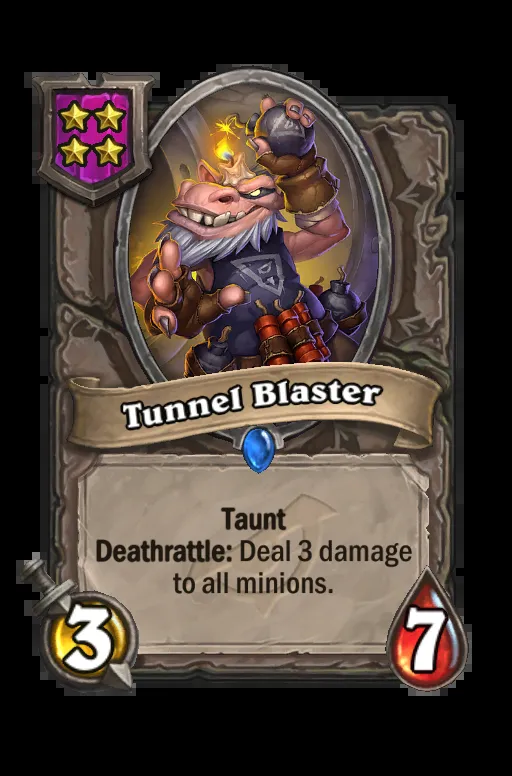 Tunnel Blaster
Taunt
Deathrattle: Deal 3 damage
to all minions.
3
7